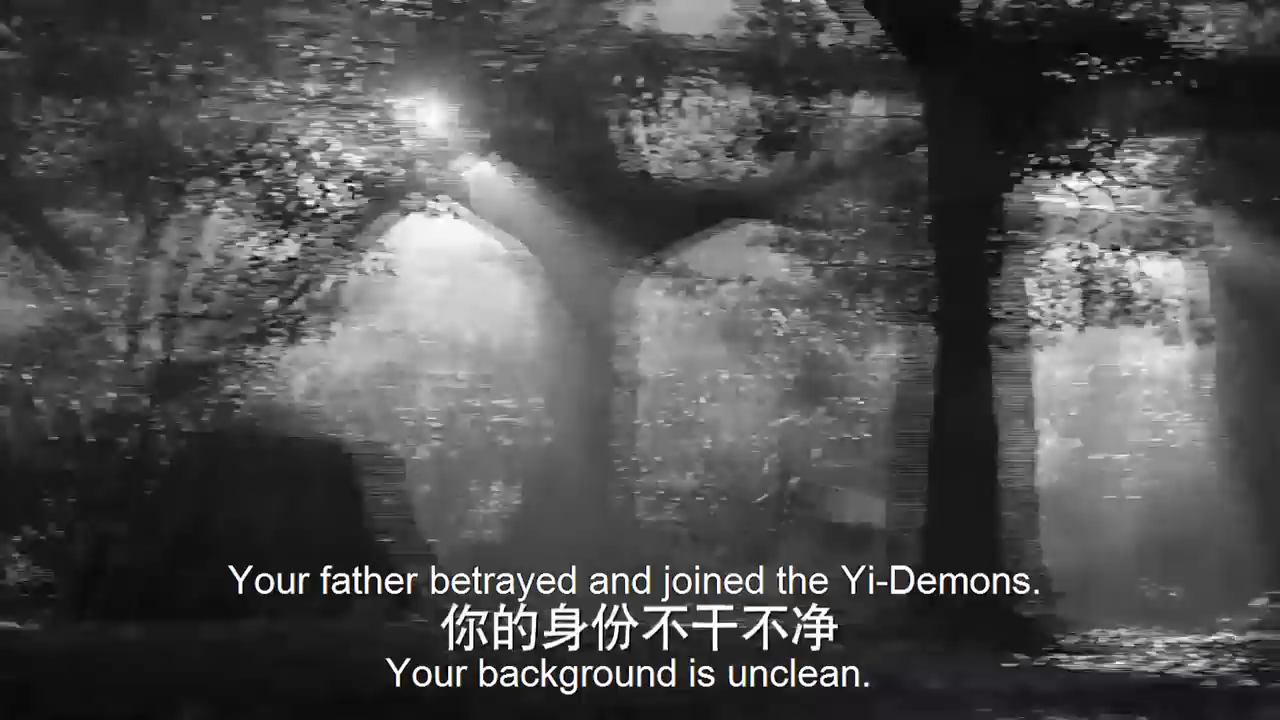 Your father betrayed and joined the Yi-Demons.
你的身份不干不净
Your background is unclean.